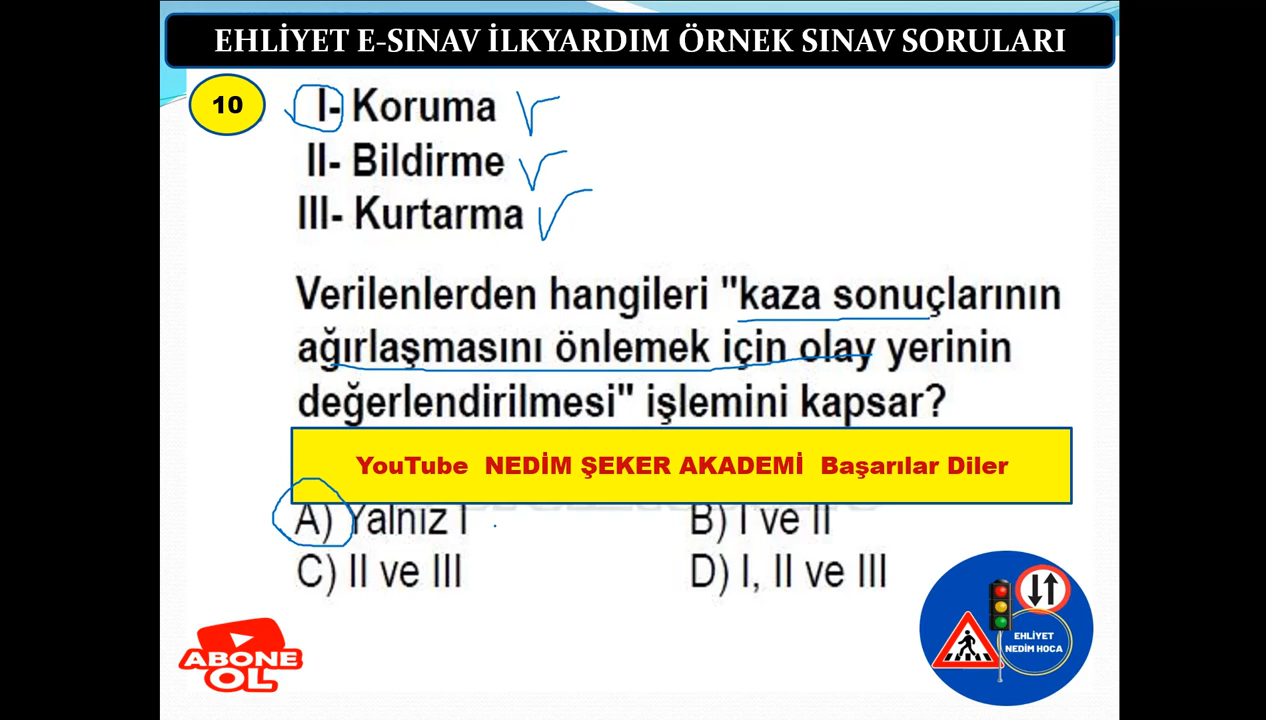 EHLİYET E-SINAV İLKYARDIM ÖRNEK SINAV SORULARI
10
I- Koruma
II- Bildirme
III- Kurtarma
Verilenlerden hangileri "kaza sonuçlarının
ağırlaşmasını önlemek için olay yerinin
değerlendirilmesi" işlemini kapsar?
YouTube NEDİM ŞEKER AKADEMİ Başarılar Diler
A) Yalnız I
B) I ve II
C) II ve III
D) I, II ve III
ABONE
OL
EHLİYET
NEDİM HOCA